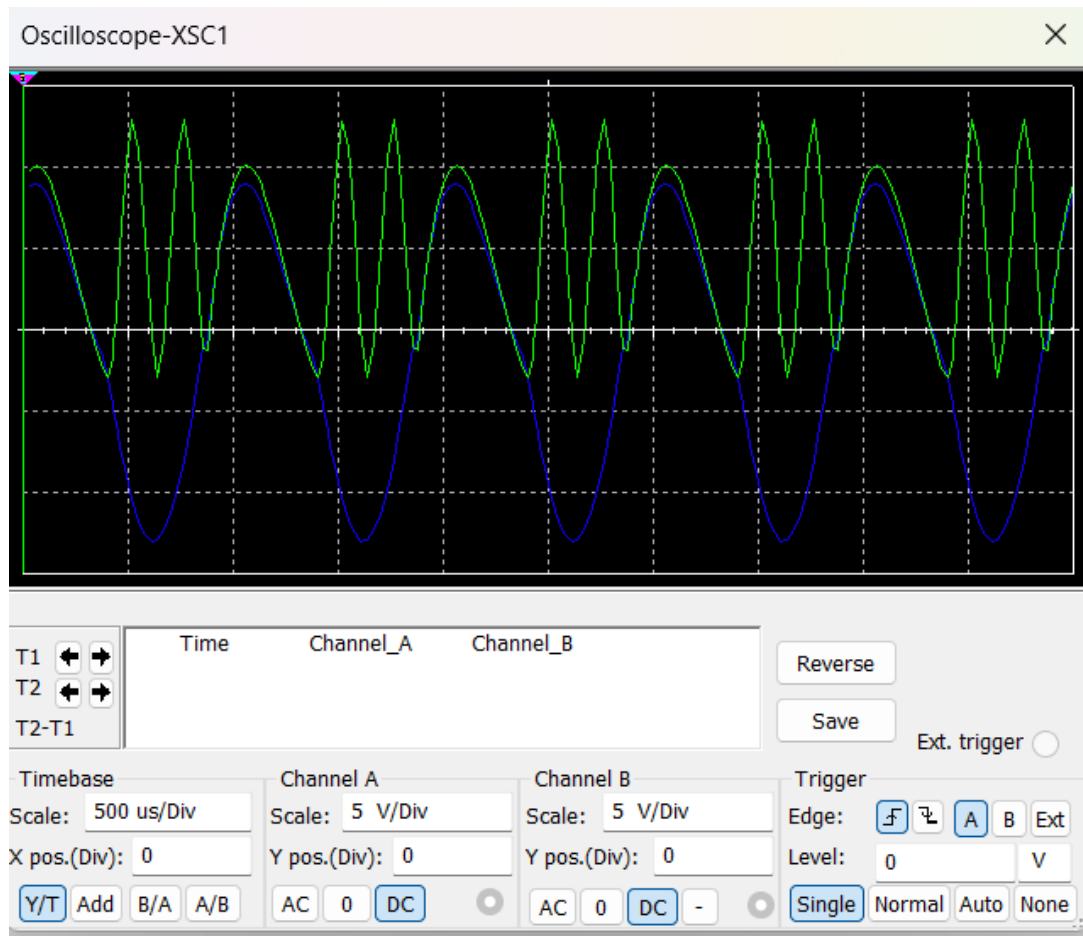 Oscilloscope-XSC1
Time Channel_A Channel_B
T1
T2
T2-T1
Reverse
Save
Ext. trigger
Timebase
Scale: 500 us/Div
X pos.(Div): 0
Y/T Add B/A A/B
Channel A
Scale: 5 V/Div
Y pos.(Div): 0
AC 0 DC
Channel B
Scale: 5 V/Div
Y pos.(Div): 0
AC 0 DC -
Trigger
Edge: A B Ext
Level: 0 V
Single Normal Auto None